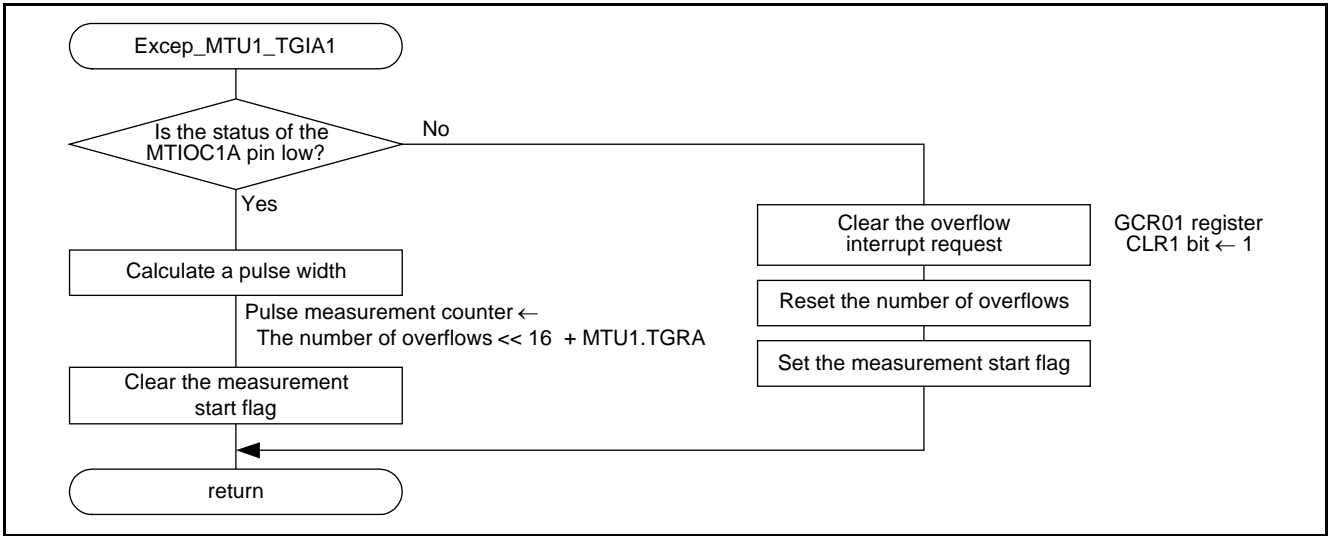 Excep_MTU1_TGIA1
Is the status of the
MTIOC1A pin low?
No
Yes
Calculate a pulse width
Pulse measurement counter ←
The number of overflows << 16 + MTU1.TGRA
Clear the measurement
start flag
Clear the overflow
interrupt request
GCR01 register
CLR1 bit ← 1
Reset the number of overflows
Set the measurement start flag
return